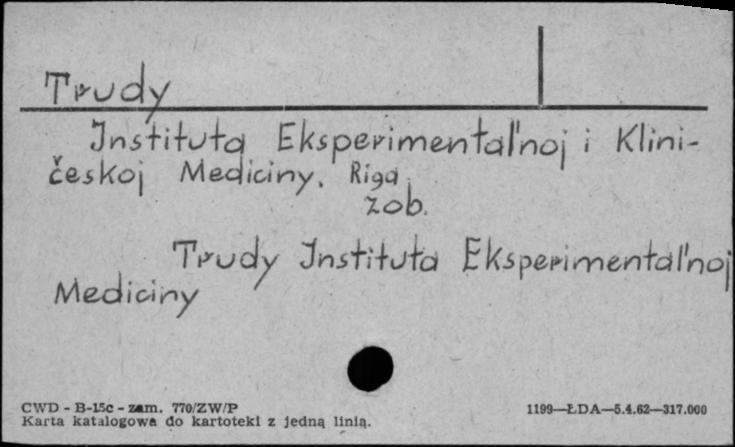 Trudy
Instituta Eksperimental'noj i Klini-
českoj Mediciny. Riga.
zob.
Trudy Instituta Eksperimental'noj
Mediciny
CWD - B-15c - zam. 770/ZW/P
1199—ŁDA—5.4.62—317.000
Karta katalogowa do kartoteki z jedną linią.